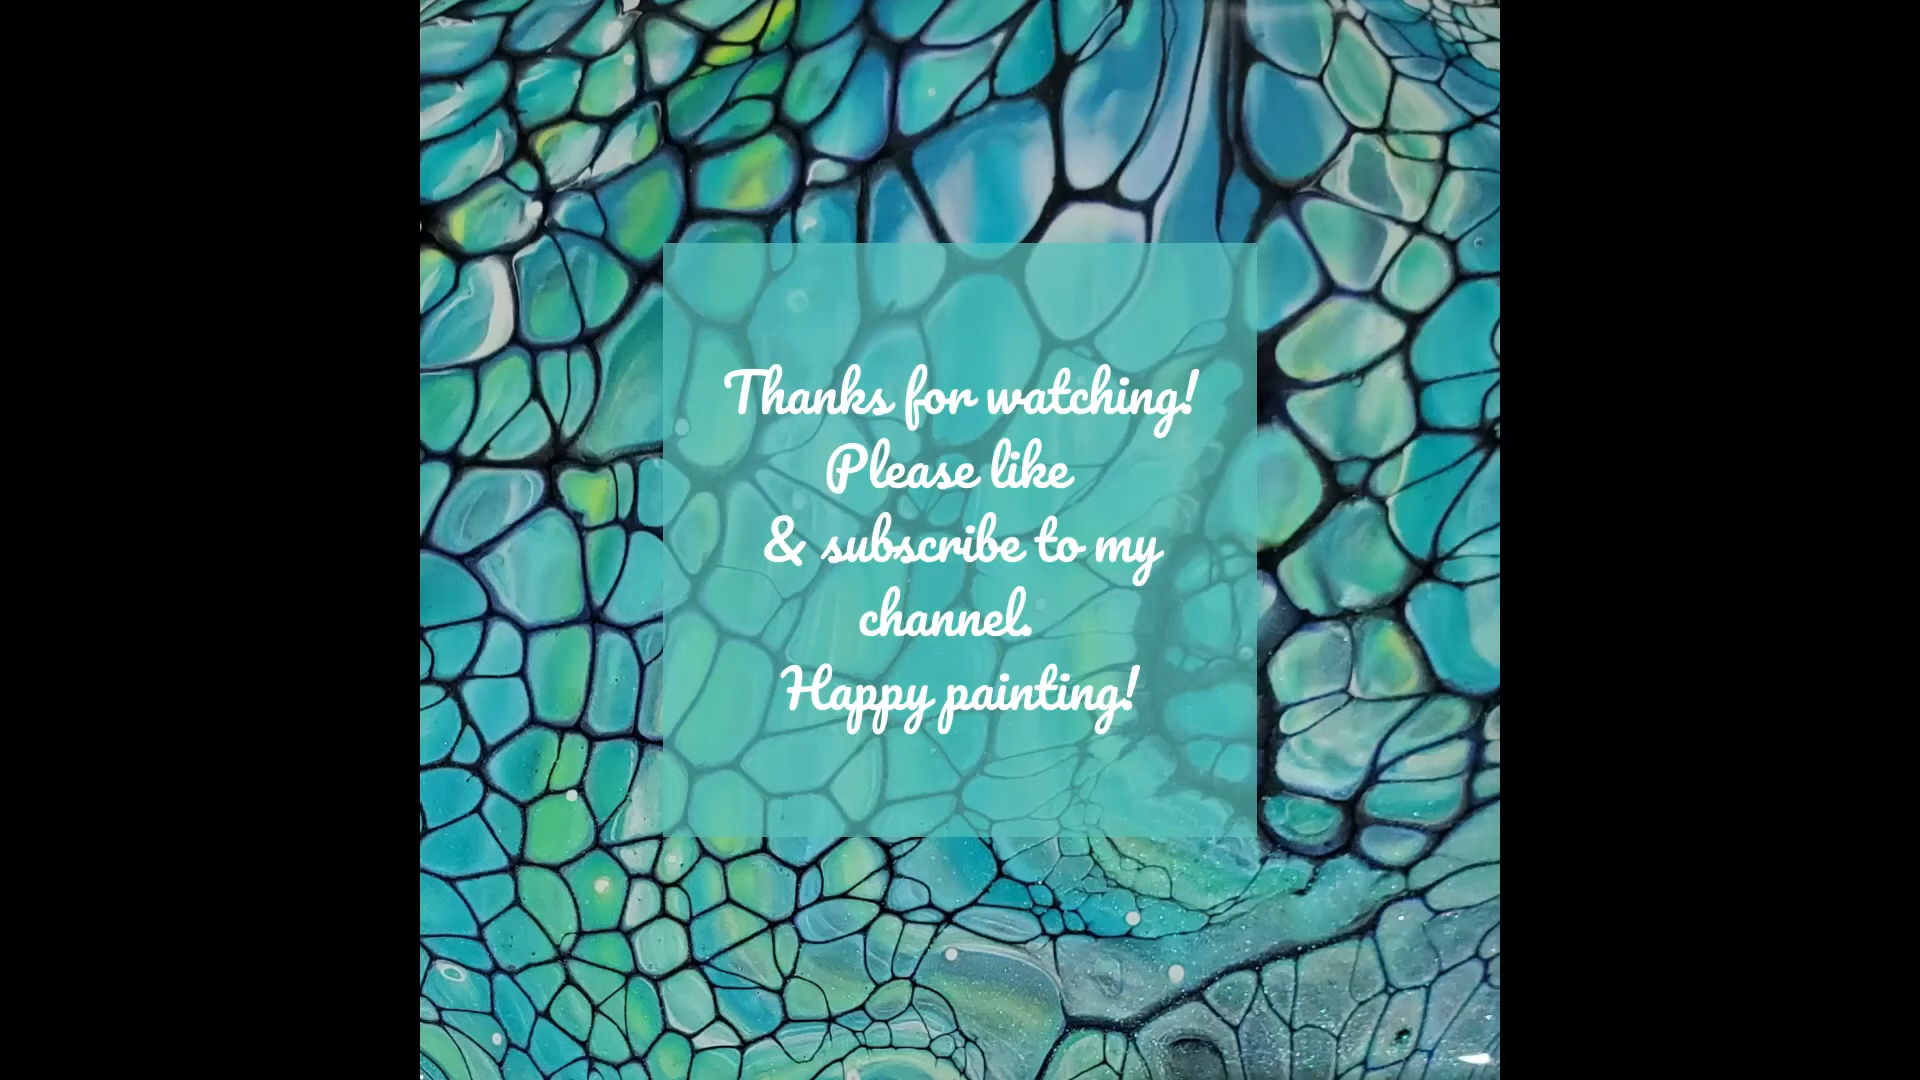 Thanks for watching!
Please like
& subscribe to my
channel.
Happy painting!